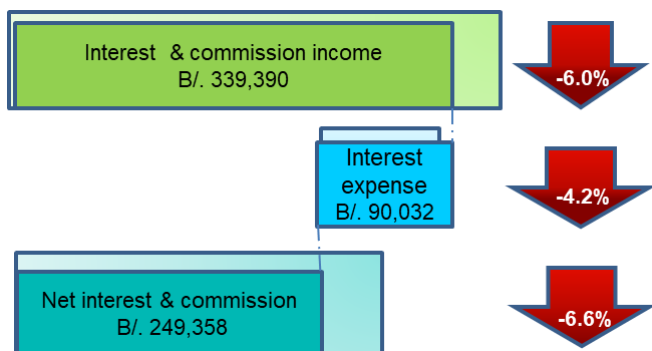 Interest & commission income
B/. 339,390
-6.0%
Interest
expense
B/. 90,032
-4.2%
Net interest & commission
B/. 249,358
-6.6%